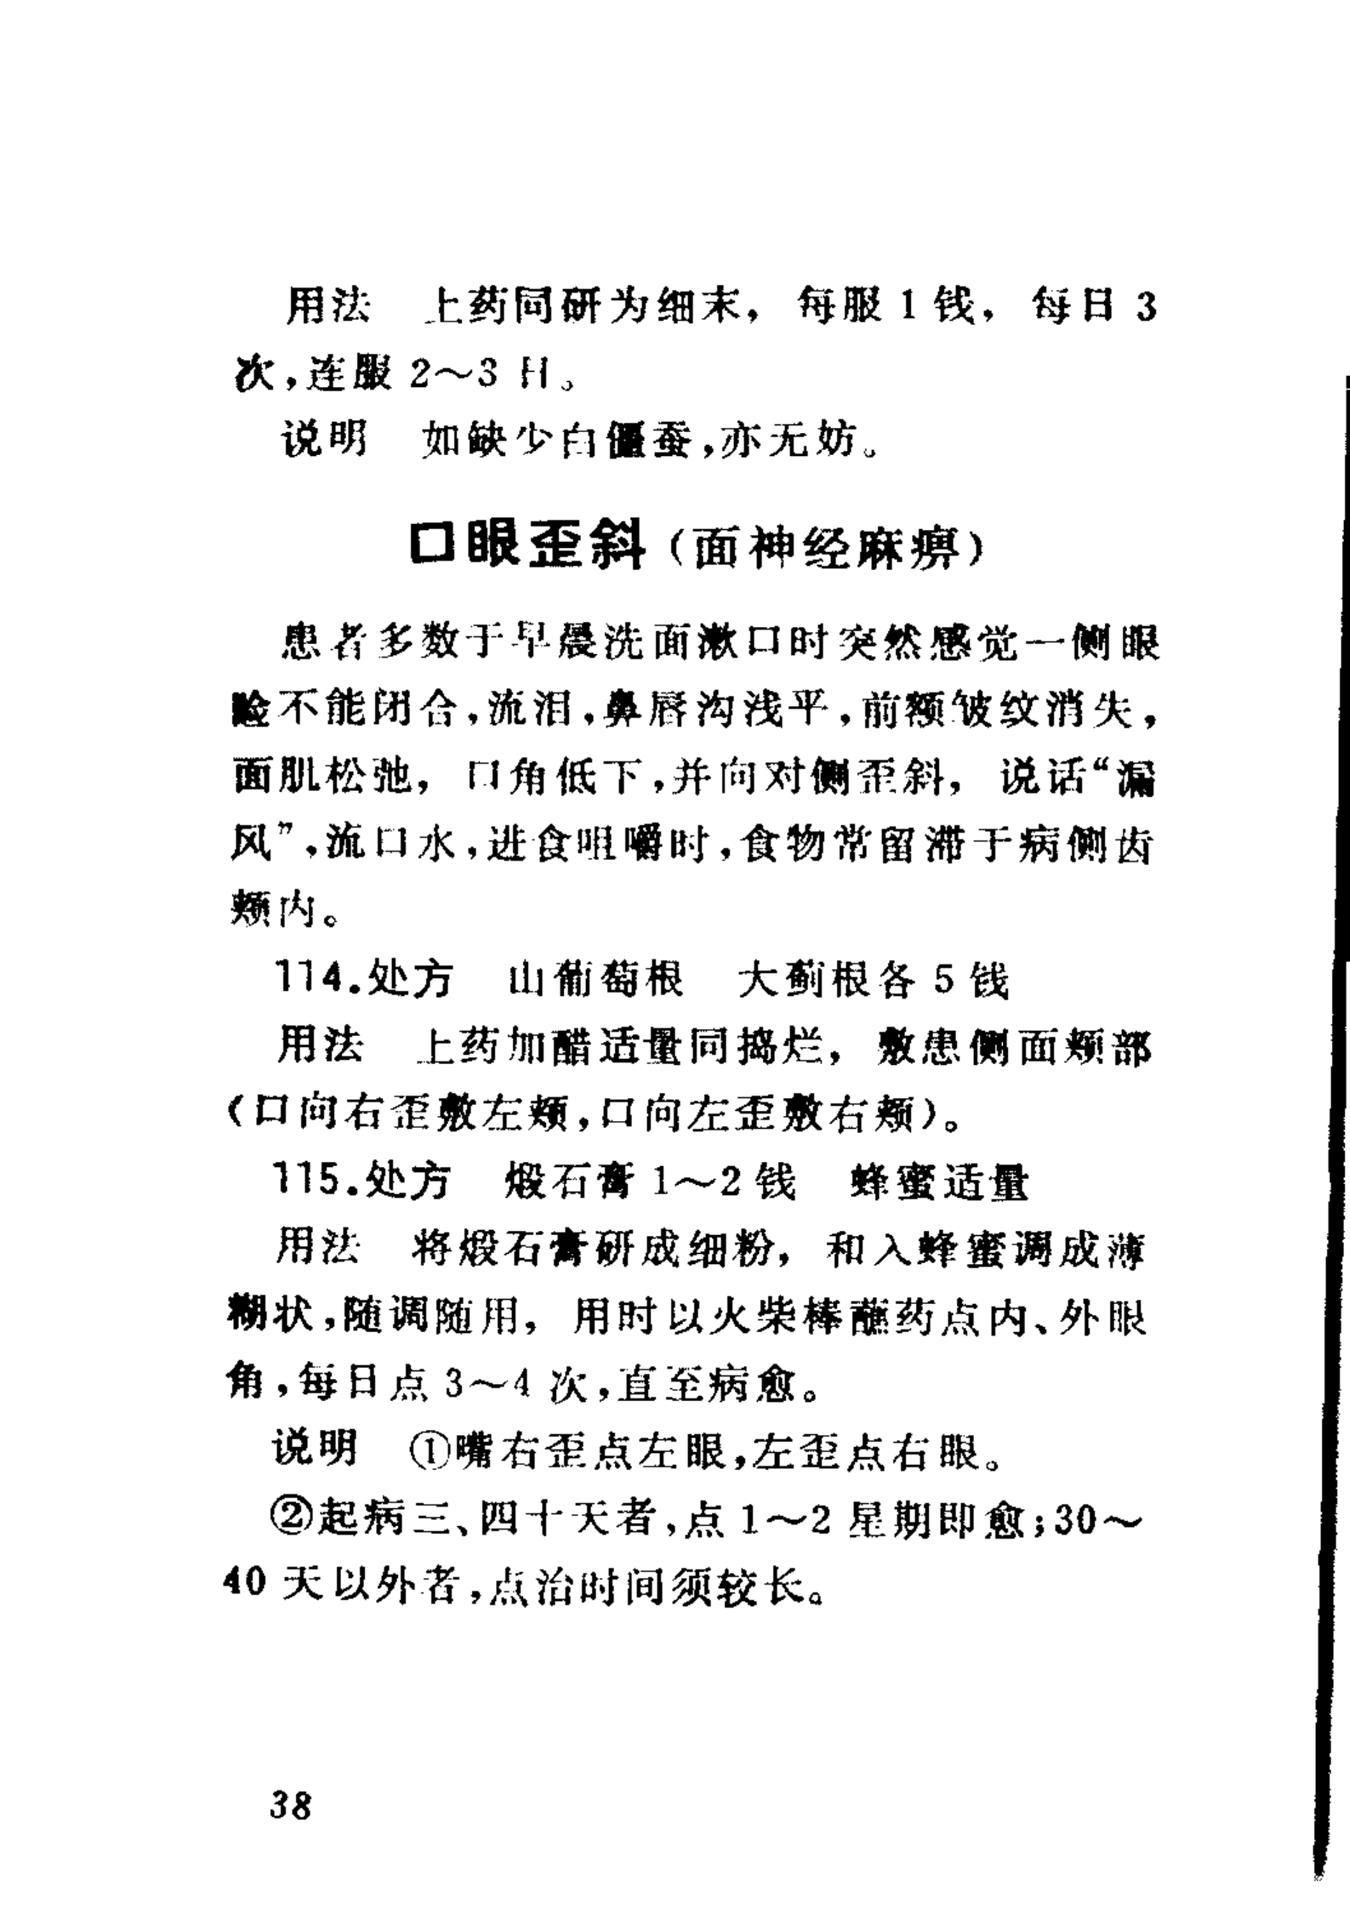 用法　上药同研为细末，每服1钱，每日3
次，连服2～3日。
说明　如缺少白僵蚕，亦无妨。
口眼歪斜（面神经麻痹）
患者多数于早晨洗面漱口时突然感觉一侧眼
睑不能闭合，流泪，鼻唇沟浅平，前额皱纹消失，
面肌松弛，口角低下，并向对侧歪斜，说话“漏
风”，流口水，进食咀嚼时，食物常留滞于病侧齿
颊内。
114.处方　山葡萄根　大蓟根各5钱
用法　上药加醋适量同捣烂，敷患侧面颊部
（口向右歪敷左颊，口向左歪敷右颊）。
115.处方　煅石膏1～2钱　蜂蜜适量
用法　将煅石膏研成细粉，和入蜂蜜调成薄
糊状，随调随用，用时以火柴棒蘸药点内、外眼
角，每日点3～4次，直至病愈。
说明　①嘴右歪点左眼，左歪点右眼。
②起病三、四十天者，点1～2星期即愈；30～
40天以外者，点治时间须较长。
38